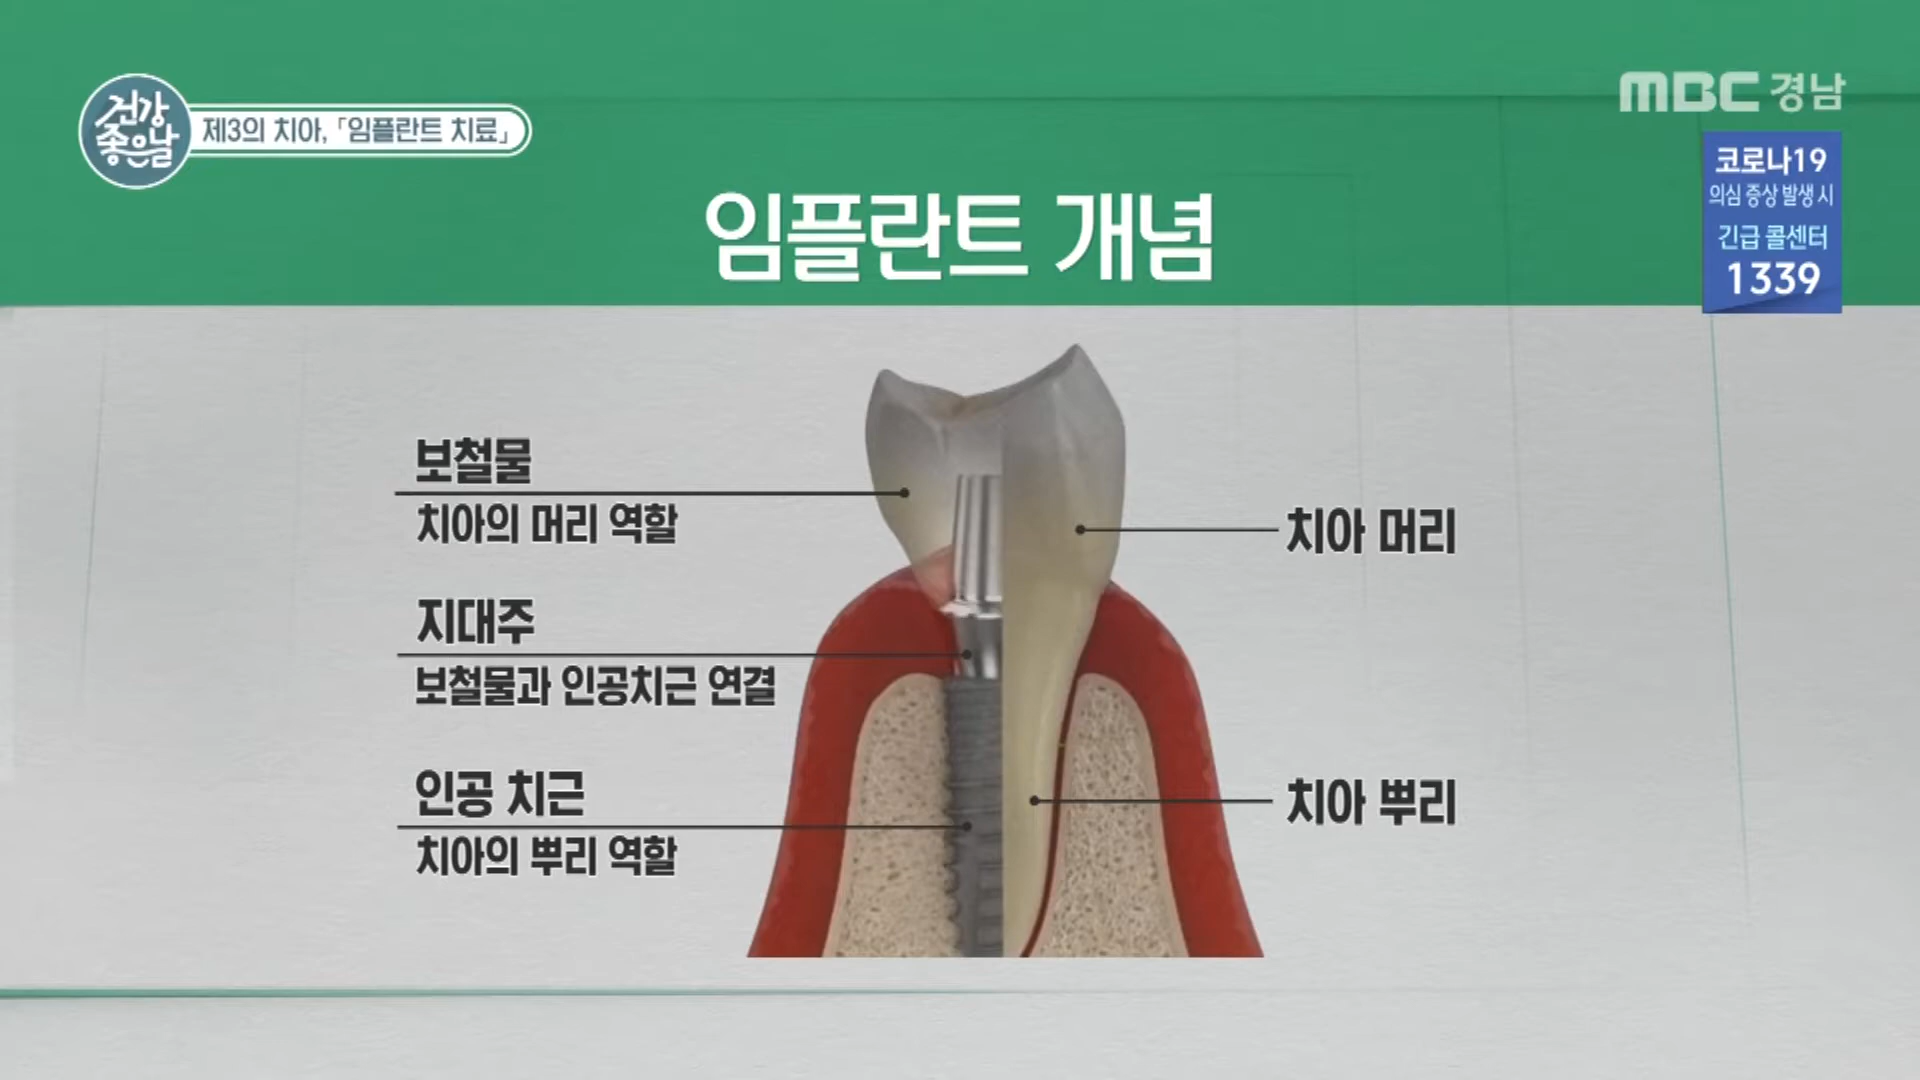 건강
좋은날
제3의 치아, 「임플란트 치료」
MBC 경남
코로나19
의심 증상 발생 시
긴급 콜센터
1339
임플란트 개념
보철물
치아의 머리 역할
지대주
보철물과 인공치근 연결
인공 치근
치아의 뿌리 역할
치아 머리
치아 뿌리